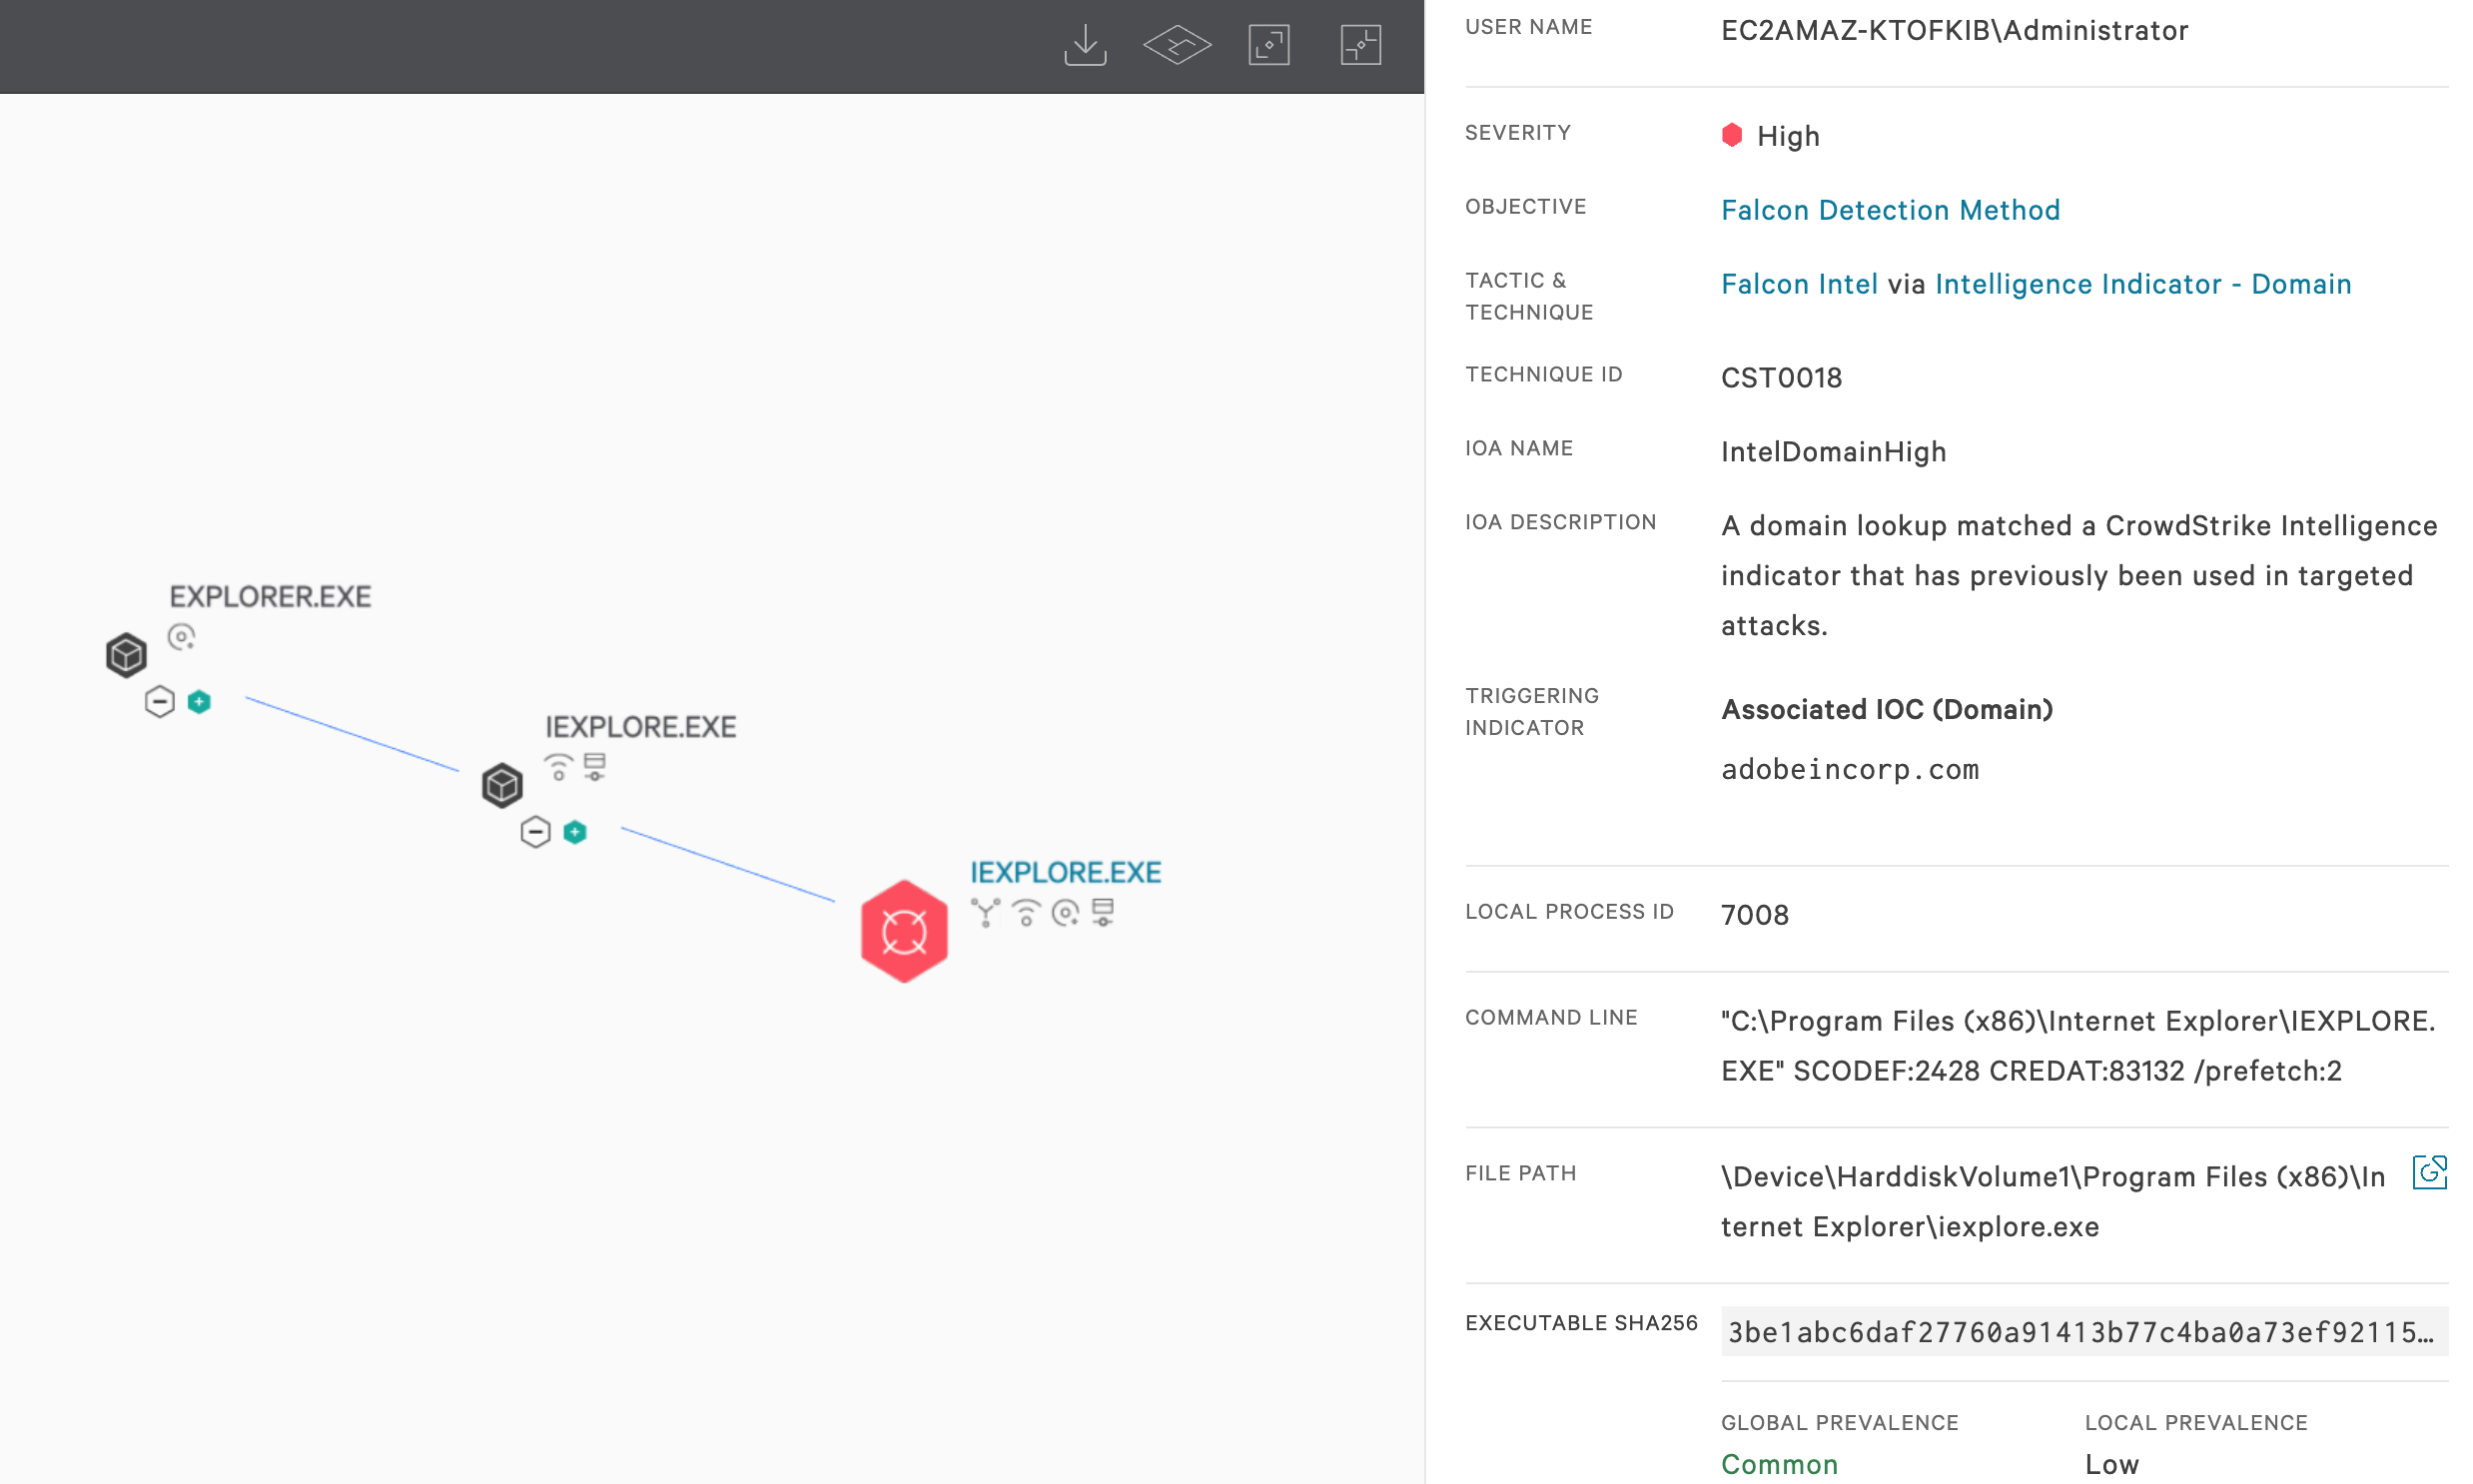 EXPLORER.EXE
IEXPLORE.EXE
IEXPLORE.EXE
USER NAME
EC2AMAZ-KTOFKIB\Administrator
SEVERITY
High
OBJECTIVE
Falcon Detection Method
TACTIC &
TECHNIQUE
Falcon Intel via Intelligence Indicator - Domain
TECHNIQUE ID
CST0018
IOA NAME
IntelDomainHigh
IOA DESCRIPTION
A domain lookup matched a CrowdStrike Intelligence
indicator that has previously been used in targeted
attacks.
TRIGGERING
INDICATOR
Associated IOC (Domain)
adobeincorp.com
LOCAL PROCESS ID
7008
COMMAND LINE
"C:\Program Files (x86)\Internet Explorer\IEXPLORE.
EXE" SCODEF:2428 CREDAT:83132 /prefetch:2
FILE PATH
\Device\HarddiskVolume1\Program Files (x86)\In
ternet Explorer\iexplore.exe
EXECUTABLE SHA256
3be1abc6daf27760a91413b77c4ba0a73ef92115…
GLOBAL PREVALENCE
Common
LOCAL PREVALENCE
Low